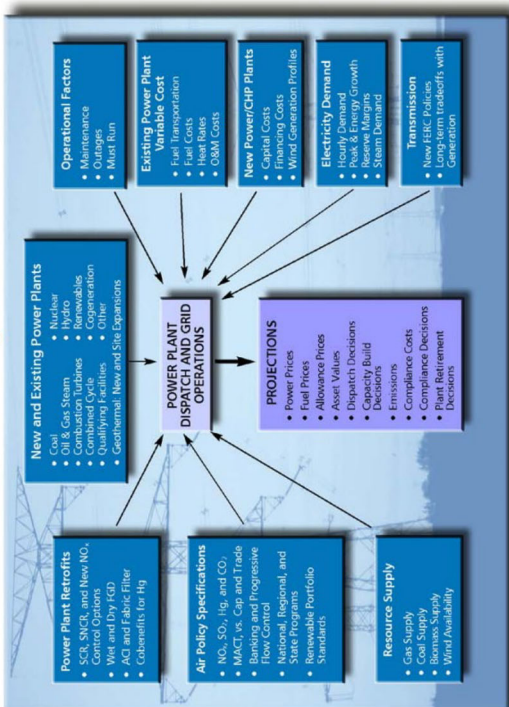 New and Existing Power Plants
• Coal
• Oil & Gas Steam
• Combustion Turbines
• Combined Cycle
• Qualifying Facilities
• Geothermal: New and Site Expansions
• Nuclear
• Hydro
• Renewables
• Cogeneration
• Other
Power Plant Retrofits
• SCR, SNCR, and New NOₓ
Control Options
• Wet and Dry FGD
• ACI and Fabric Filter
• Cobenefits for Hg
Air Policy Specifications
• NOₓ, SO₂, Hg, and CO₂
• MACT, vs. Cap and Trade
• Banking and Progressive
Flow Control
• National, Regional, and
State Programs
• Renewable Portfolio
Standards
Resource Supply
• Gas Supply
• Coal Supply
• Biomass Supply
• Wind Availability
POWER PLANT
DISPATCH AND GRID
OPERATIONS
PROJECTIONS
• Power Prices
• Fuel Prices
• Allowance Prices
• Asset Values
• Dispatch Decisions
• Capacity Build
Decisions
• Emissions
• Compliance Costs
• Compliance Decisions
• Plant Retirement
Decisions
Operational Factors
• Maintenance
• Outages
• Must Run
Existing Power Plant
Variable Cost
• Fuel Transportation
• Fuel Costs
• Heat Rates
• O&M Costs
New Power/CHP Plants
• Capital Costs
• Financing Costs
• Wind Generation Profiles
Electricity Demand
• Hourly Demand
• Peak & Energy Growth
• Reserve Margins
• Steam Demand
Transmission
• New FERC Policies
• Long-term tradeoffs with
Generation